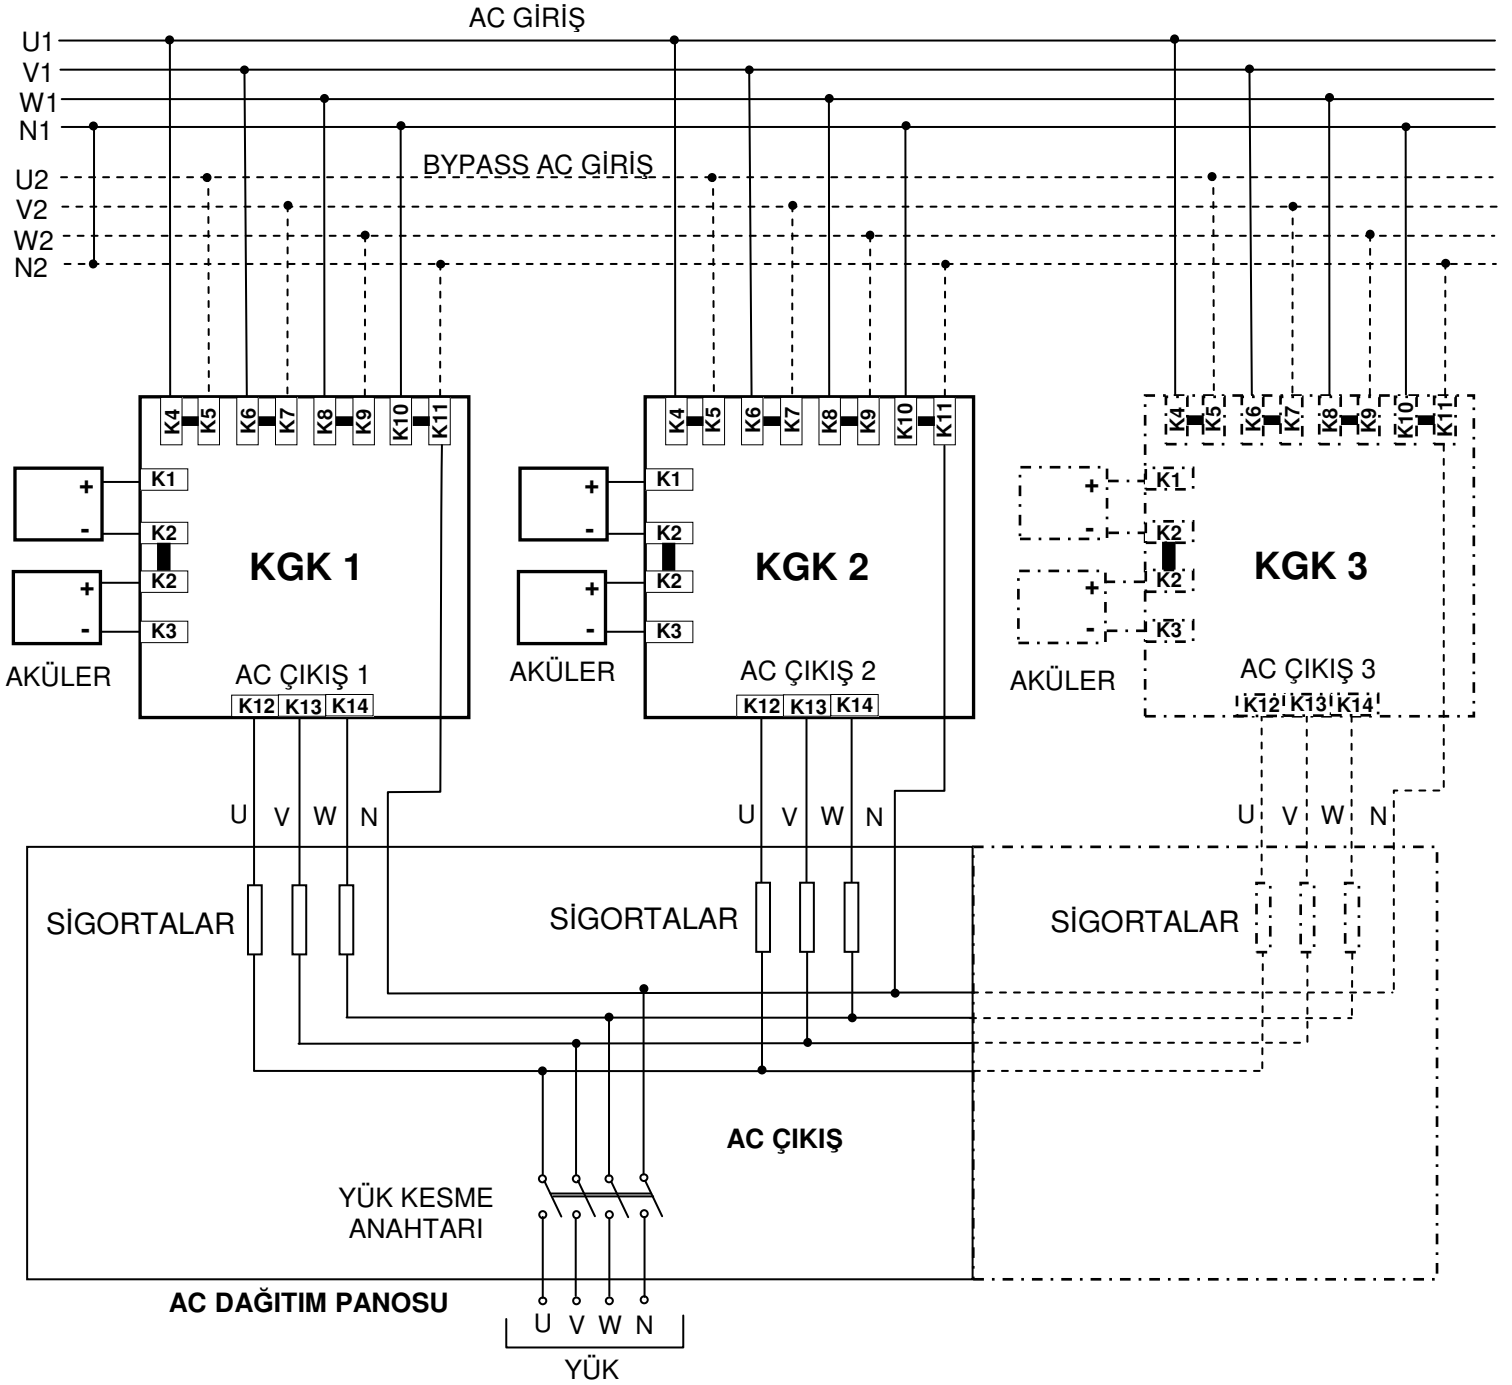 AC GİRİŞ
U1
V1
W1
N1
BYPASS AC GİRİŞ
U2
V2
W2
N2
K4 K5 K6 K7 K8 K9 K10 K11
K4 K5 K6 K7 K8 K9 K10 K11
K4 K5 K6 K7 K8 K9 K10 K11
+ K1
- K2
KGK 1
+ K2
- K3
AKÜLER
AC ÇIKIŞ 1
K12 K13 K14
+ K1
- K2
KGK 2
+ K2
- K3
AKÜLER
AC ÇIKIŞ 2
K12 K13 K14
+ K1
- K2
KGK 3
+ K2
- K3
AKÜLER
AC ÇIKIŞ 3
K12 K13 K14
U V W N
U V W N
U V W N
SİGORTALAR
SİGORTALAR
SİGORTALAR
AC ÇIKIŞ
YÜK KESME
ANAHTARI
AC DAĞITIM PANOSU
U V W N
YÜK